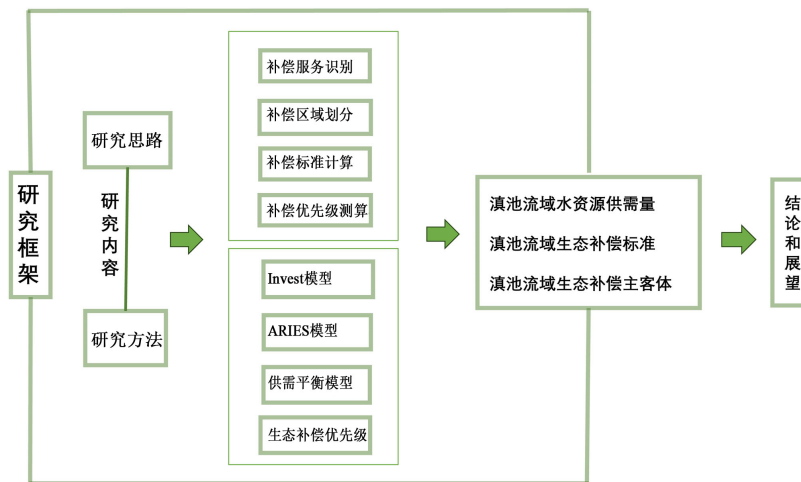 研究框架
研究思路
研究内容
研究方法
补偿服务识别
补偿区域划分
补偿标准计算
补偿优先级测算
Invest模型
ARIES模型
供需平衡模型
生态补偿优先级
滇池流域水资源供需量
滇池流域生态补偿标准
滇池流域生态补偿主客体
结论和展望